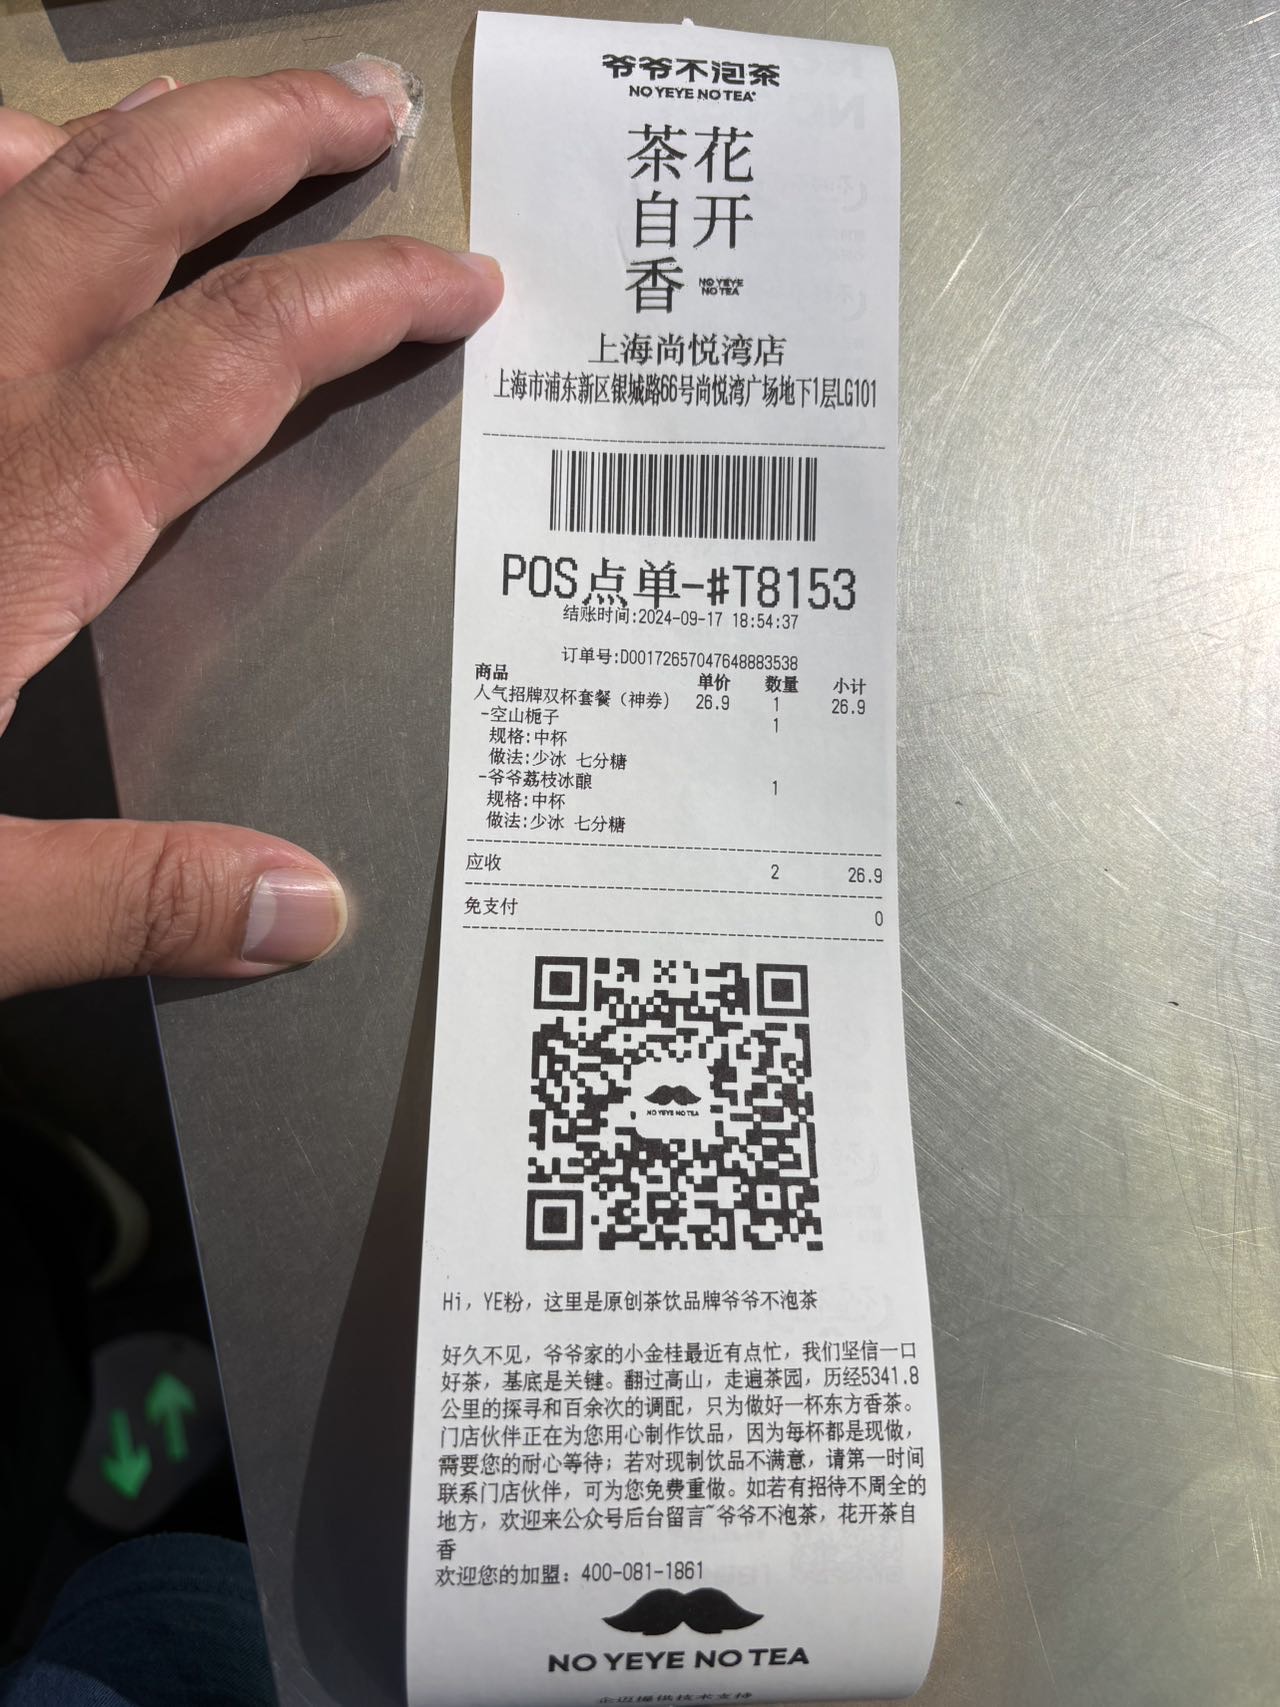 爷爷不泡茶
NO YEYE NO TEA
花开
茶自香
NO YEYE
NO TEA
上海尚悦湾店
上海市浦东新区银城路66号尚悦湾广场地下1层LG101
POS点单-#T8153
结账时间:2024-09-17 18:54:37
订单号:D00172657047648883538
商品 单价 数量 小计
人气招牌双杯套餐（神券） 26.9 1 26.9
-空山栀子 1
规格:中杯
做法:少冰 七分糖
-爷爷荔枝冰酿 1
规格:中杯
做法:少冰 七分糖
应收 2 26.9
免支付 0
NO YEYE NO TEA
Hi，YE粉，这里是原创茶饮品牌爷爷不泡茶
好久不见，爷爷家的小金桂最近有点忙，我们坚信一口
好茶，基底是关键。翻过高山，走遍茶园，历经5341.8
公里的探寻和百余次的调配，只为做好一杯东方香茶。
门店伙伴正在为您用心制作饮品，因为每杯都是现做，
需要您的耐心等待；若对现制饮品不满意，请第一时间
联系门店伙伴，可为您免费重做。如若有招待不周全的
地方，欢迎来公众号后台留言~爷爷不泡茶，花开茶自
香
欢迎您的加盟：400-081-1861
NO YEYE NO TEA
企迈提供技术支持